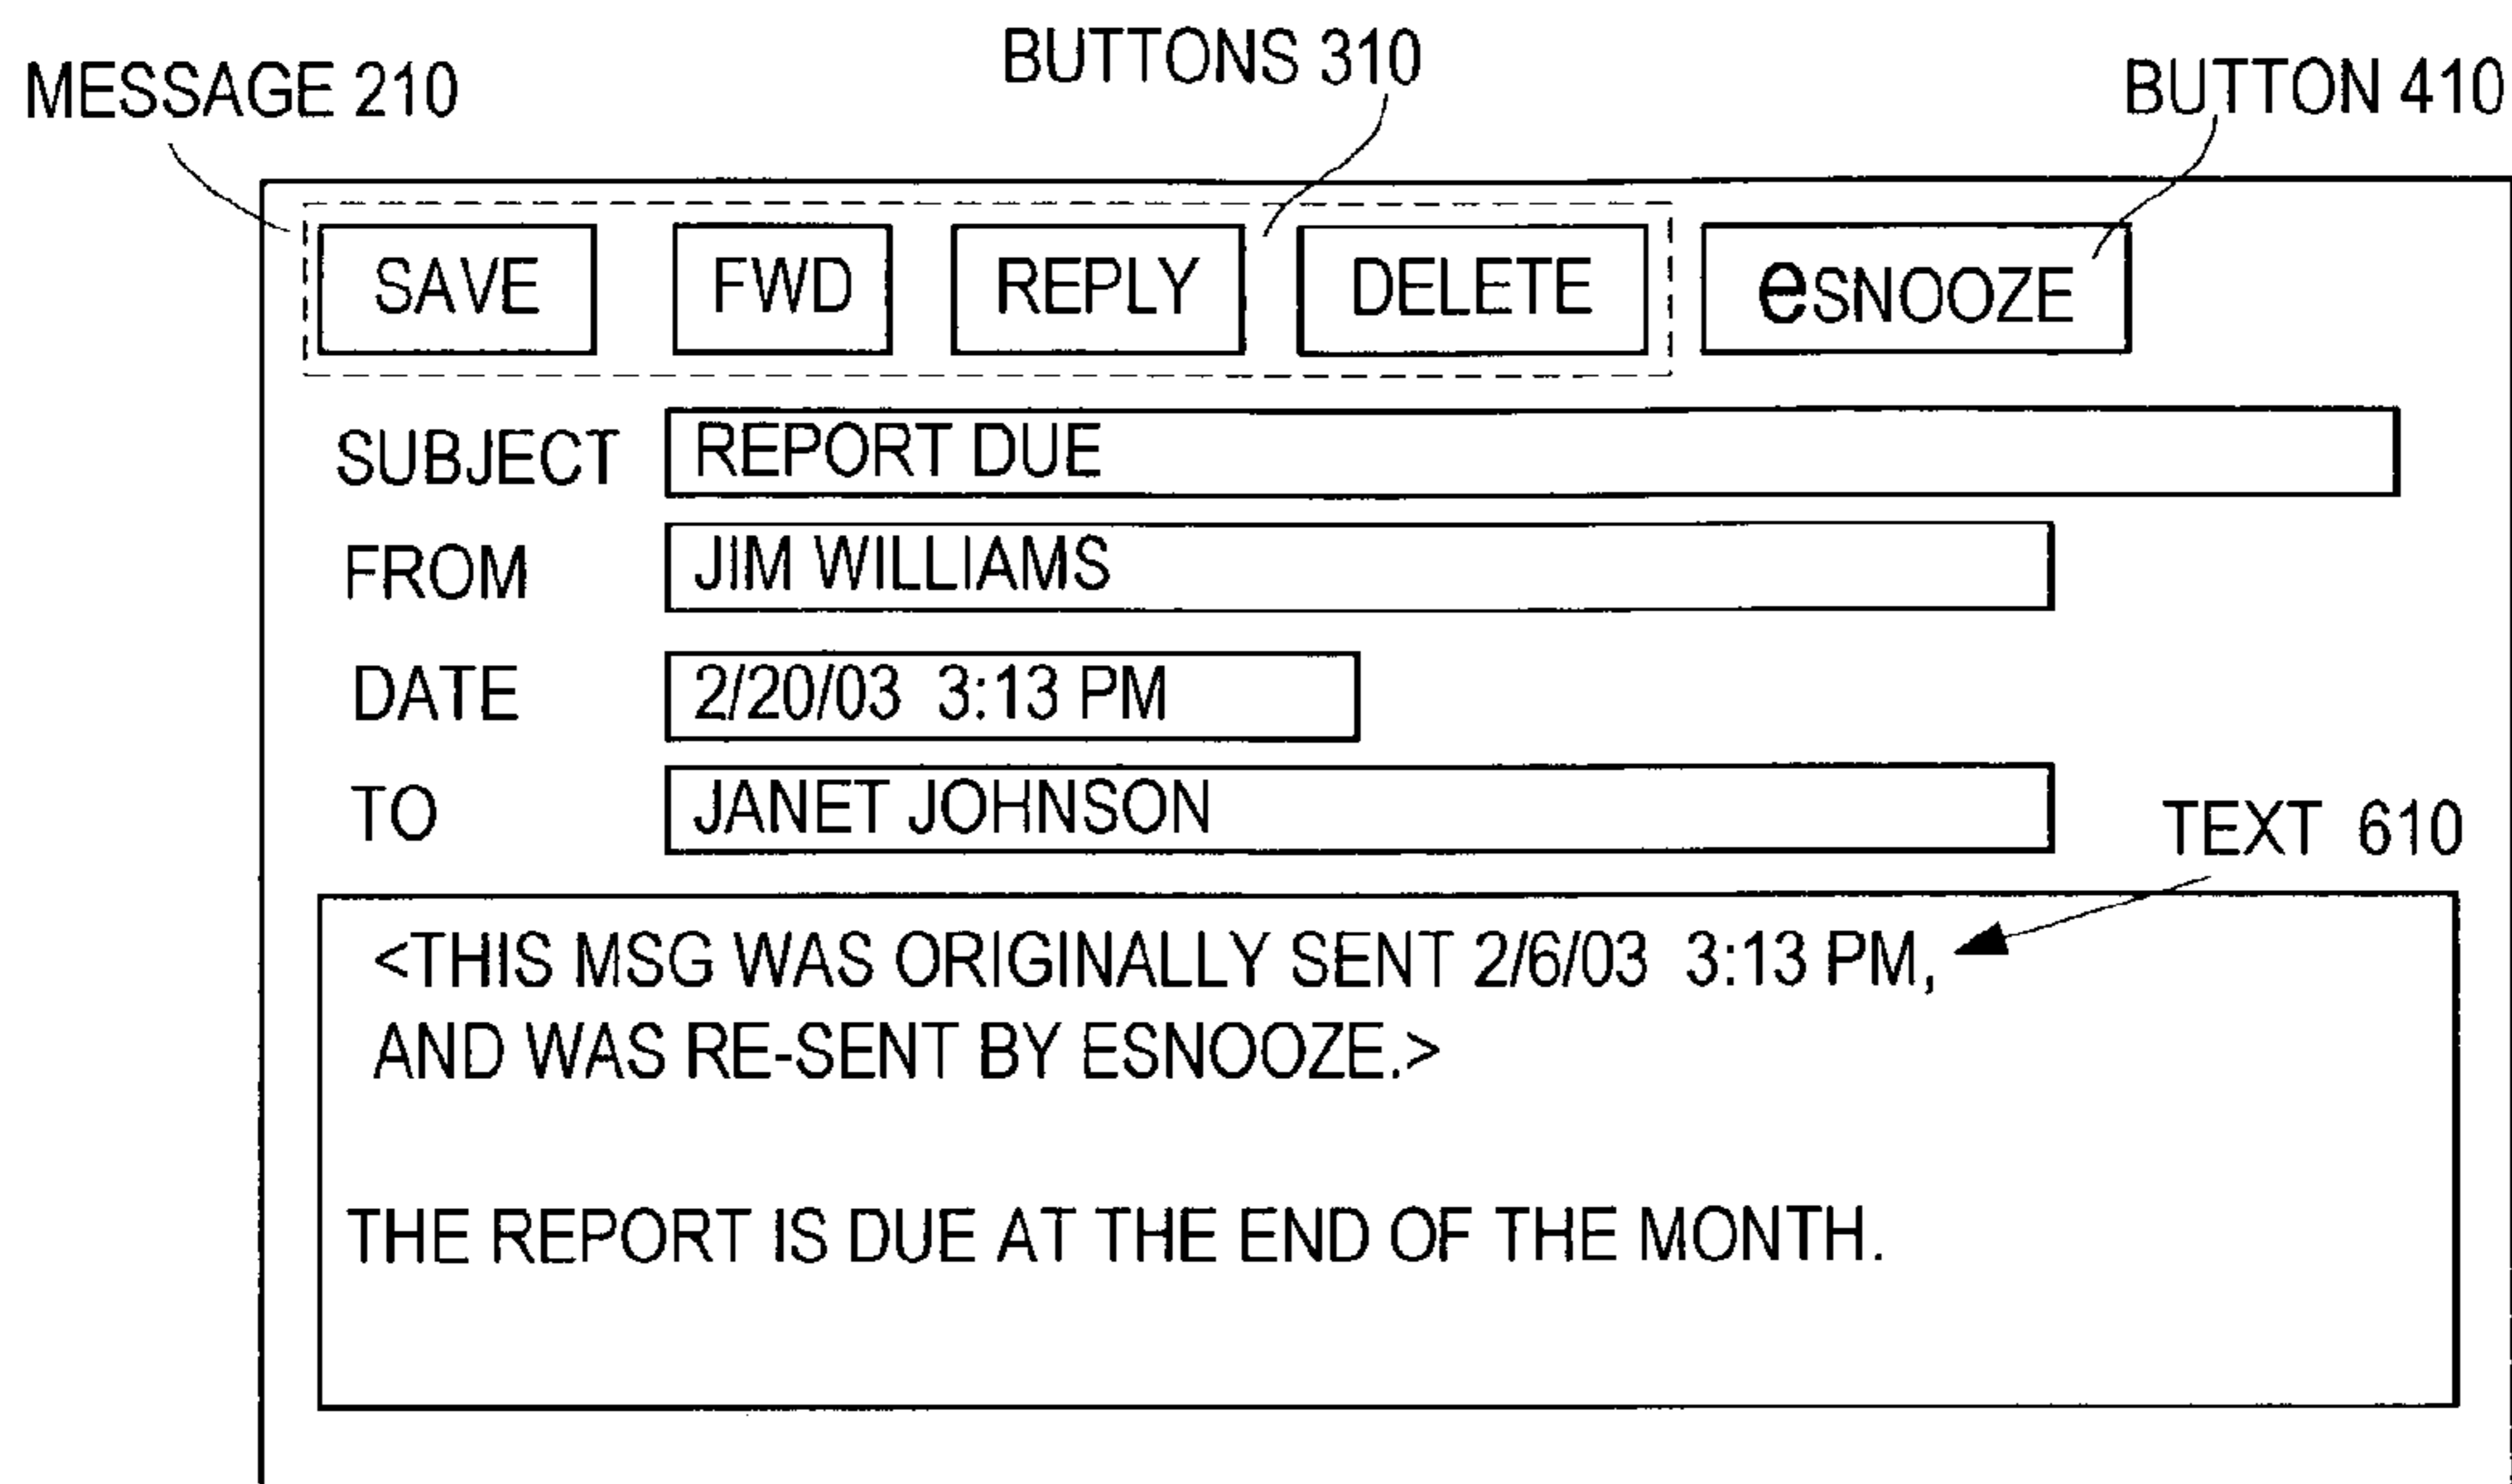 BUTTONS 310
MESSAGE 210
BUTTON 410
SAVE FWD REPLY DELETE eSNOOZE
SUBJECT REPORT DUE
FROM JIM WILLIAMS
DATE 2/20/03 3:13 PM
TO JANET JOHNSON
TEXT 610
<THIS MSG WAS ORIGINALLY SENT 2/6/03 3:13 PM,
AND WAS RE-SENT BY ESNOOZE.>
THE REPORT IS DUE AT THE END OF THE MONTH.